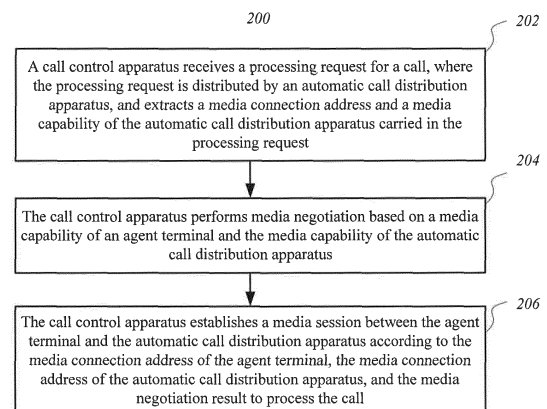 200
202
A call control apparatus receives a processing request for a call, where
the processing request is distributed by an automatic call distribution
apparatus, and extracts a media connection address and a media
capability of the automatic call distribution apparatus carried in the
processing request
204
The call control apparatus performs media negotiation based on a media
capability of an agent terminal and the media capability of the automatic
call distribution apparatus
206
The call control apparatus establishes a media session between the agent
terminal and the automatic call distribution apparatus according to the
media connection address of the agent terminal, the media connection
address of the automatic call distribution apparatus, and the media
negotiation result to process the call